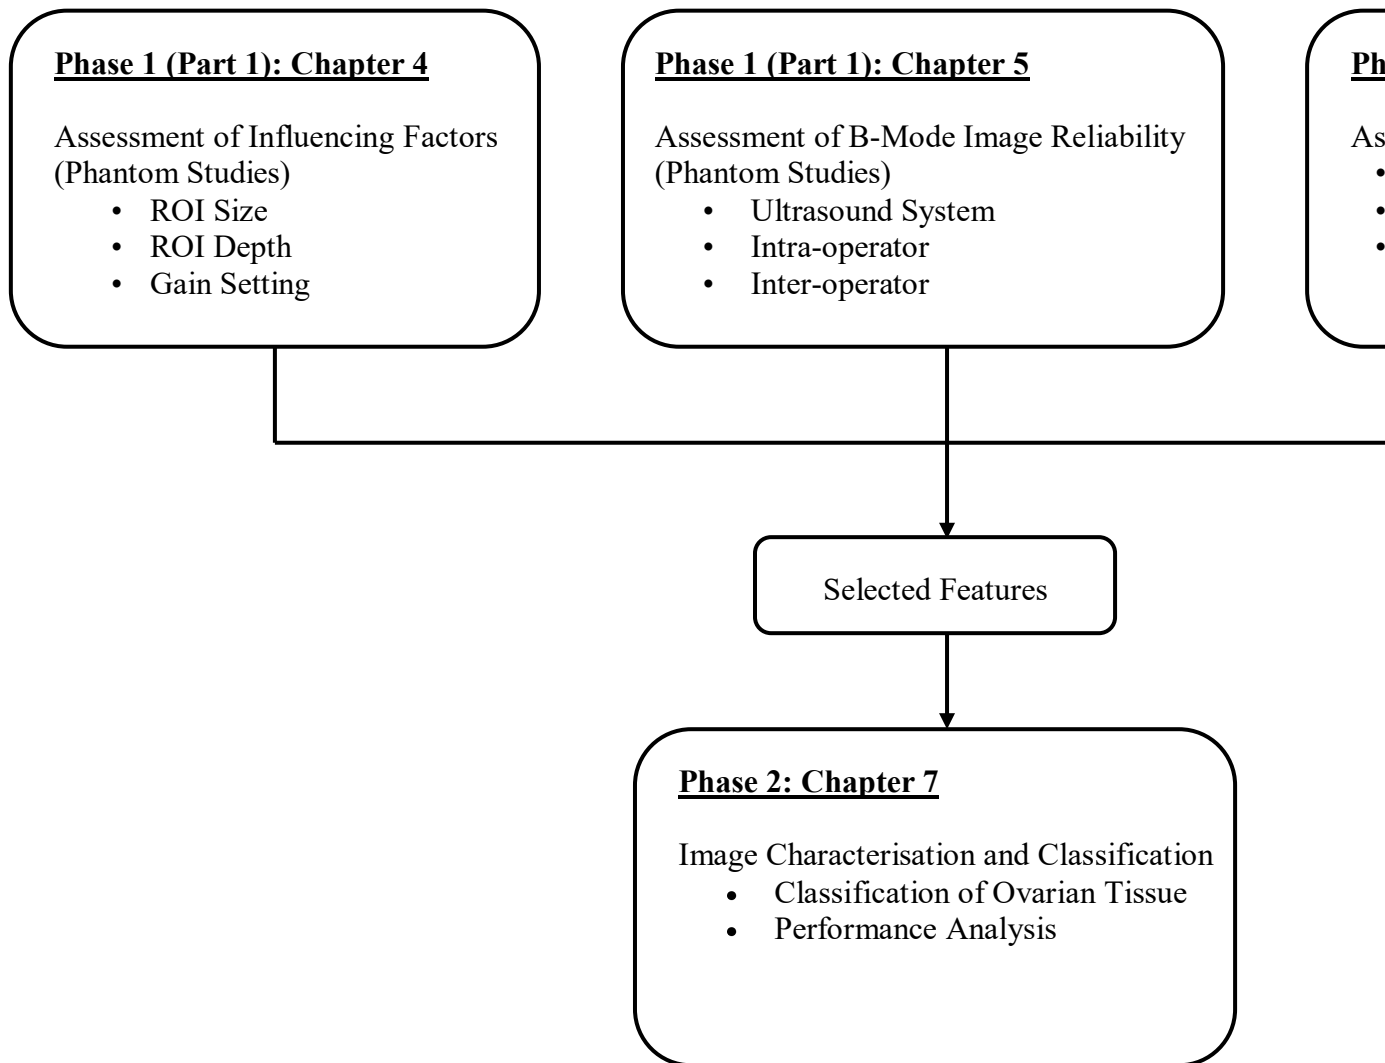 Phase 1 (Part 1): Chapter 4
Assessment of Influencing Factors
(Phantom Studies)
• ROI Size
• ROI Depth
• Gain Setting
Phase 1 (Part 1): Chapter 5
Assessment of B-Mode Image Reliability
(Phantom Studies)
• Ultrasound System
• Intra-operator
• Inter-operator
Ph
As
•
•
•
Selected Features
Phase 2: Chapter 7
Image Characterisation and Classification
• Classification of Ovarian Tissue
• Performance Analysis